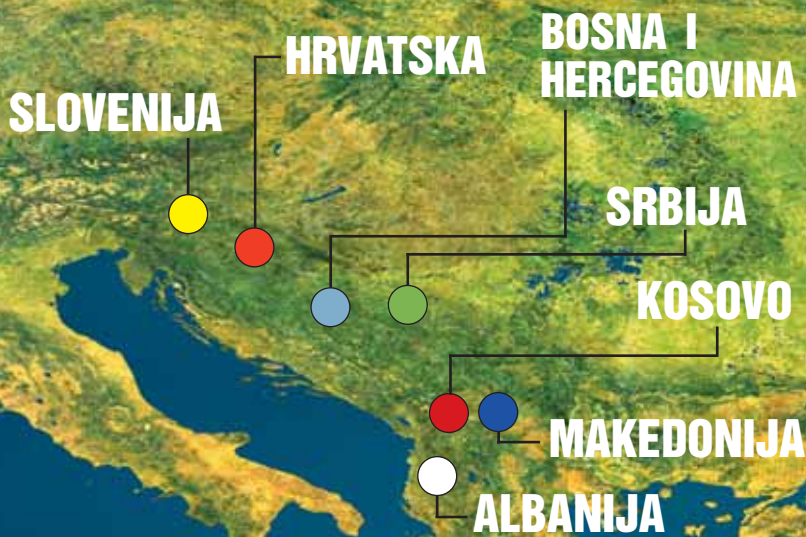 HRVATSKA
BOSNA I
HERCEGOVINA
SLOVENIJA
SRBIJA
KOSOVO
MAKEDONIJA
ALBANIJA